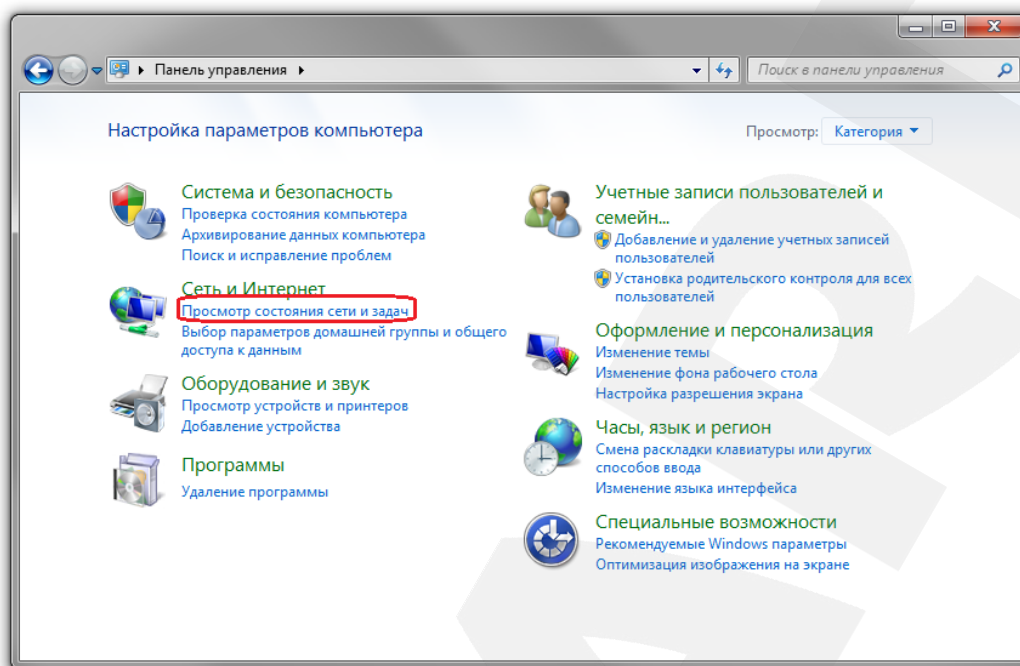 Панель управления
Поиск в панели управления
Настройка параметров компьютера
Просмотр: Категория
Система и безопасность
Проверка состояния компьютера
Архивирование данных компьютера
Поиск и исправление проблем
Сеть и Интернет
Просмотр состояния сети и задач
Выбор параметров домашней группы и общего
доступа к данным
Оборудование и звук
Просмотр устройств и принтеров
Добавление устройства
Программы
Удаление программы
Учетные записи пользователей и
семейн...
Добавление и удаление учетных записей
пользователей
Установка родительского контроля для всех
пользователей
Оформление и персонализация
Изменение темы
Изменение фона рабочего стола
Настройка разрешения экрана
Часы, язык и регион
Смена раскладки клавиатуры или других
способов ввода
Изменение языка интерфейса
Специальные возможности
Рекомендуемые Windows параметры
Оптимизация изображения на экране